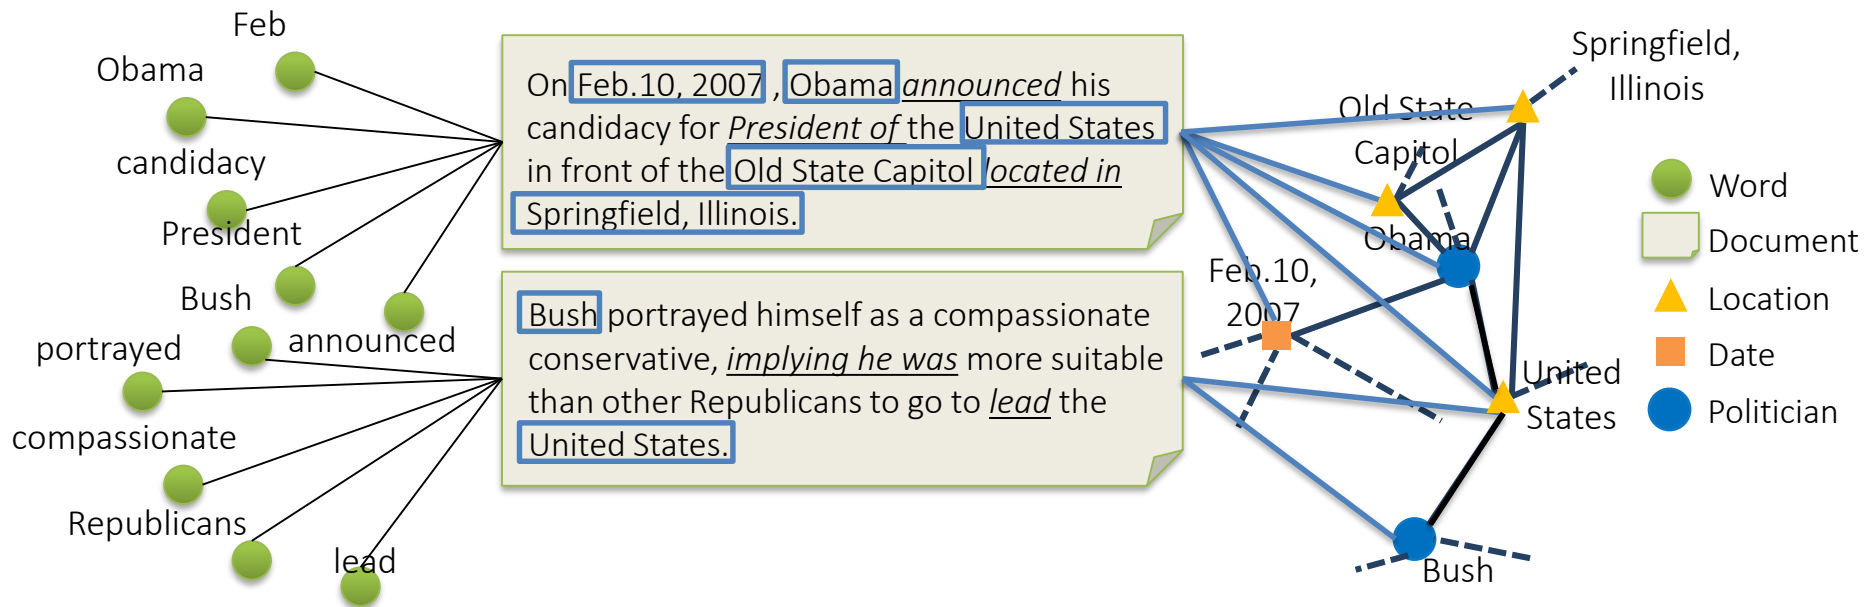 Feb
Obama
candidacy
President
Bush
announced
portrayed
compassionate
Republicans
lead
On Feb.10, 2007 , Obama announced his
candidacy for President of the United States
in front of the Old State Capitol located in
Springfield, Illinois.
Bush portrayed himself as a compassionate
conservative, implying he was more suitable
than other Republicans to go to lead the
United States.
Springfield,
Illinois
Old State
Capitol
Obama
Feb.10,
2007
United
States
Bush
Word
Document
Location
Date
Politician